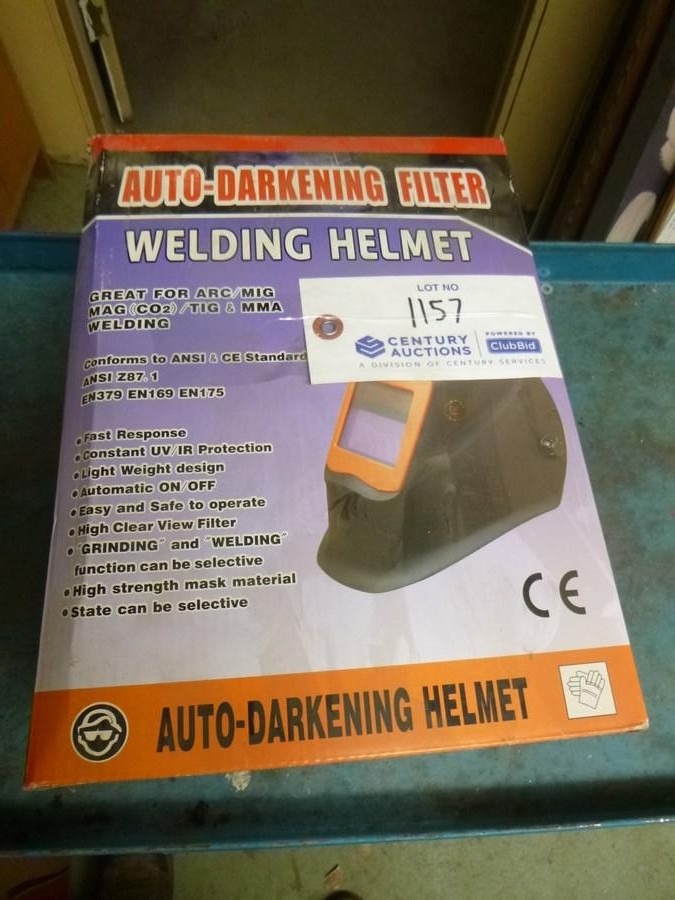 AUTO-DARKENING FILTER
WELDING HELMET
GREAT FOR ARC/MIG
MAG(CO2)/TIG & MMA
WELDING
LOT NO
1157
CENTURY
AUCTIONS
POWERED BY
ClubBid
A DIVISION OF CENTURY SERVICES
Conforms to ANSI & CE Standard
ANSI Z87.1
EN379 EN169 EN175
• Fast Response
• Constant UV/IR Protection
• Light Weight design
• Automatic ON/OFF
• Easy and Safe to operate
• High Clear View Filter
• "GRINDING" and "WELDING"
function can be selective
• High strength mask material
• State can be selective
CE
AUTO-DARKENING HELMET